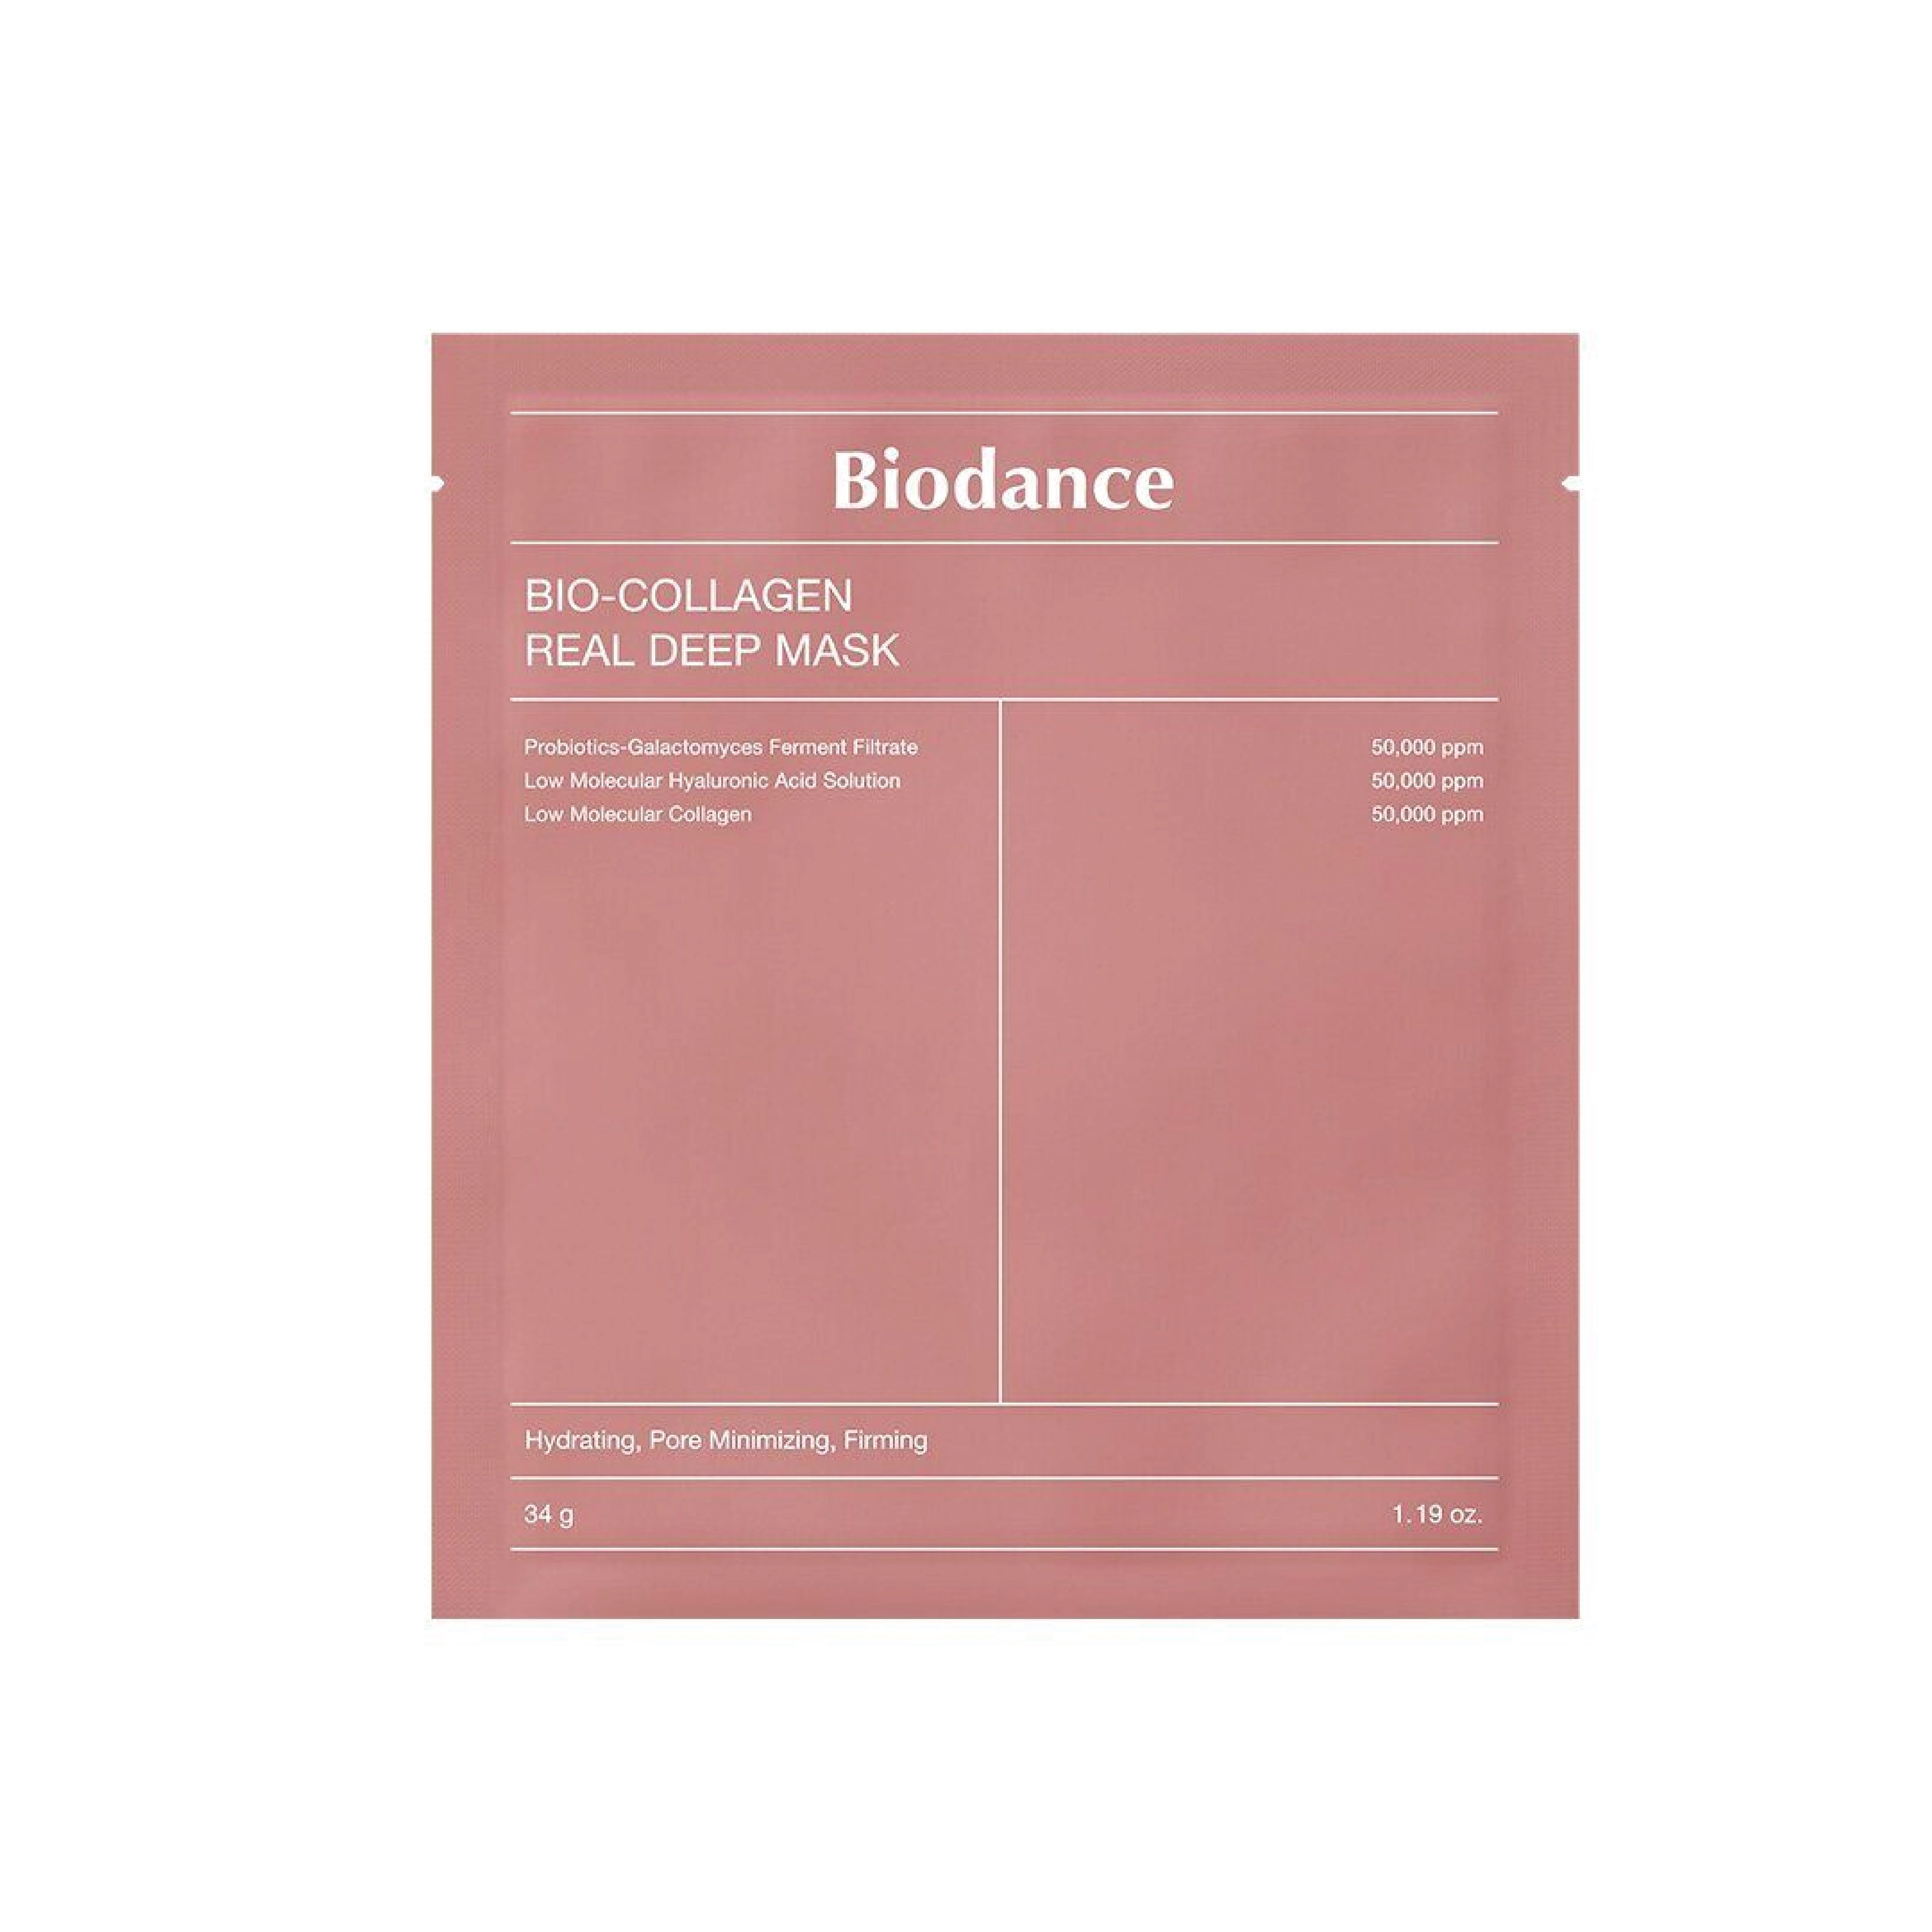 Biodance
BIO-COLLAGEN
REAL DEEP MASK
Probiotics-Galactomyces Ferment Filtrate 50,000 ppm
Low Molecular Hyaluronic Acid Solution 50,000 ppm
Low Molecular Collagen 50,000 ppm
Hydrating, Pore Minimizing, Firming
34 g 1.19 oz.